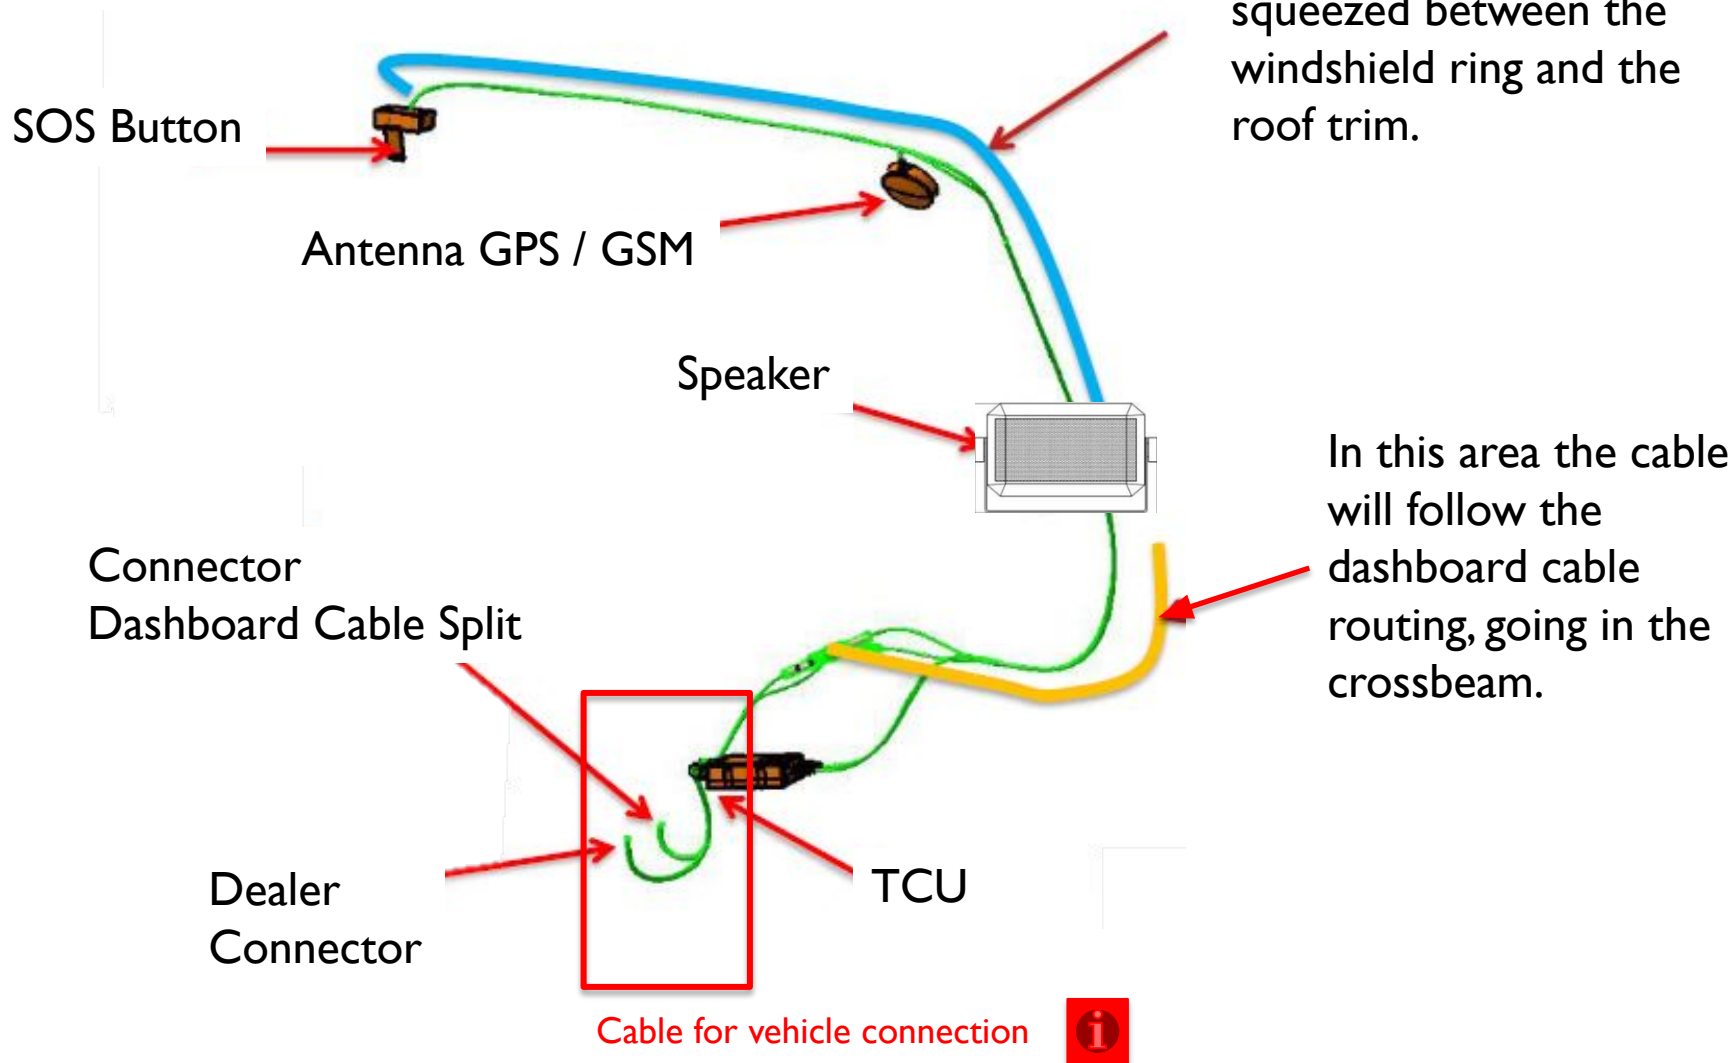 squeezed between the
windshield ring and the
roof trim.
SOS Button
Antenna GPS / GSM
Speaker
In this area the cable
will follow the
dashboard cable
routing, going in the
crossbeam.
Connector
Dashboard Cable Split
Dealer
Connector
TCU
Cable for vehicle connection
i